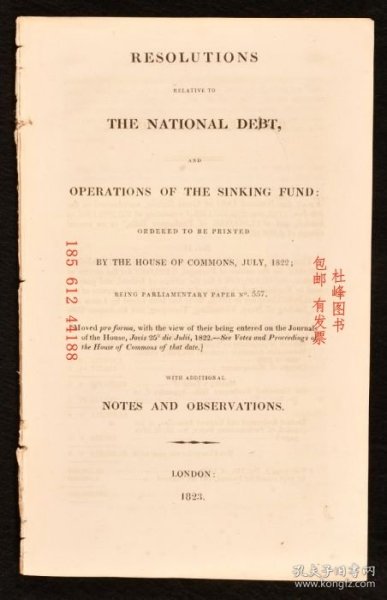 RESOLUTIONS
RELATIVE TO
THE NATIONAL DEBT,
AND
OPERATIONS OF THE SINKING FUND:
ORDERED TO BE PRINTED
BY THE HOUSE OF COMMONS, JULY, 1822;
BEING PARLIAMENTARY PAPER No. 557.
[Moved pro forma, with the view of their being entered on the Journals
of the House, Jovis 25° die Julii, 1822.—See Votes and Proceedings of
the House of Commons of that date.]
WITH ADDITIONAL
NOTES AND OBSERVATIONS.
LONDON:
1823.
185 612 44188
杜峰图书
包邮 有发票
孔夫子旧书网